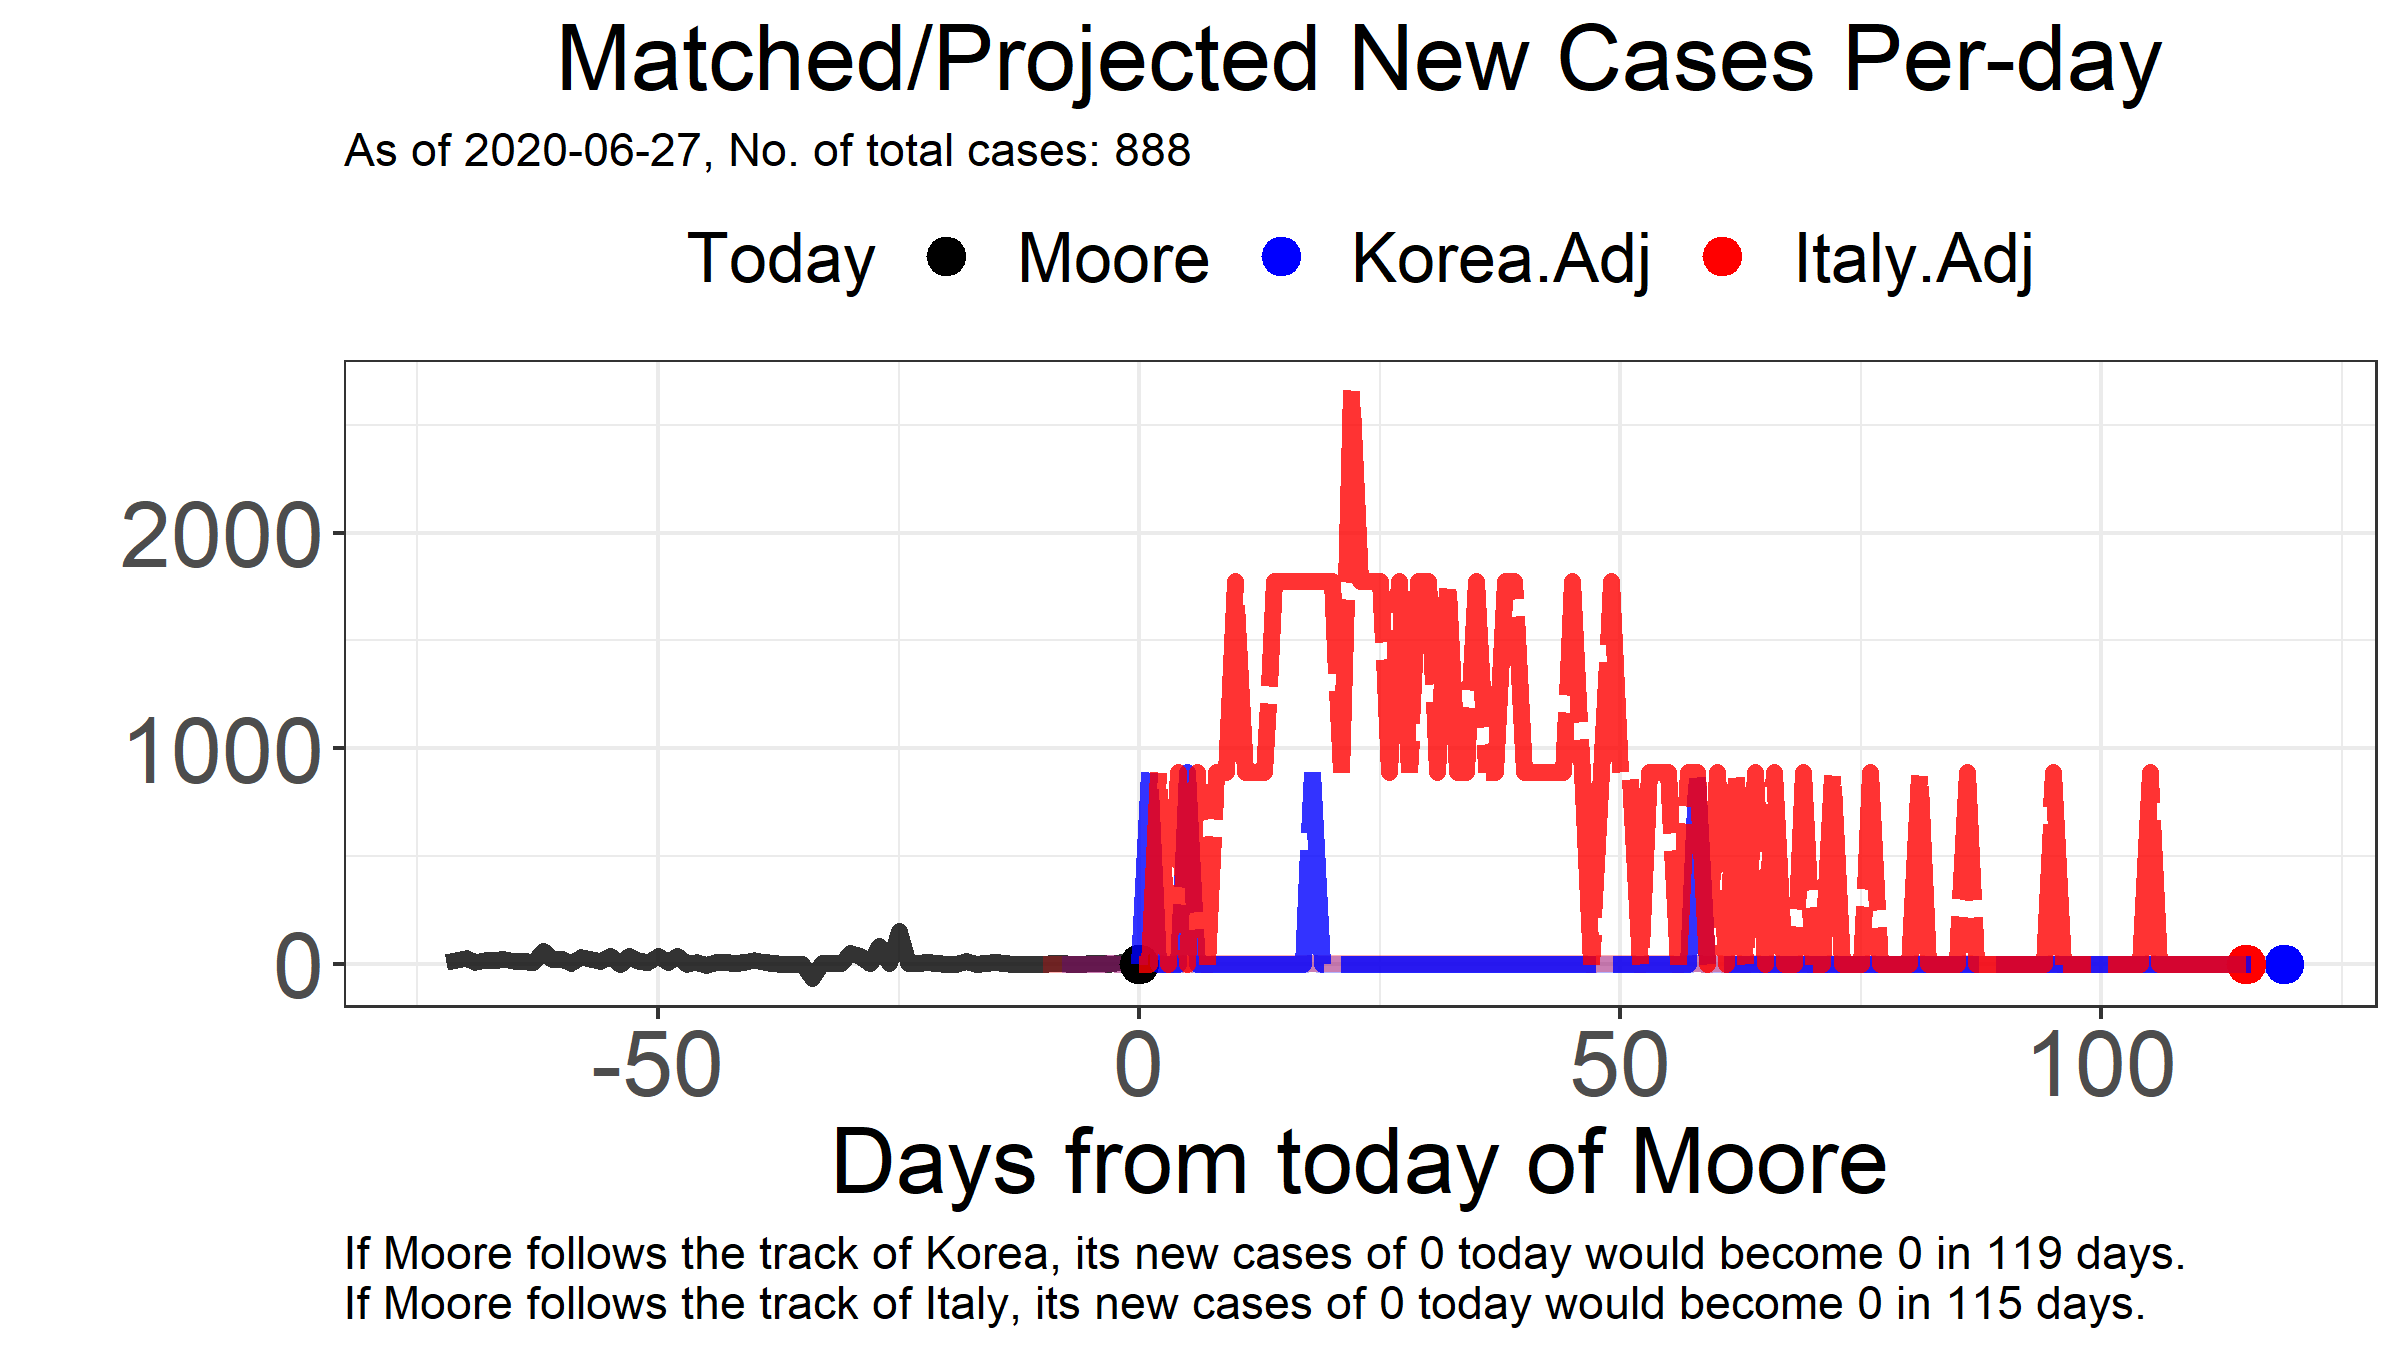 Matched/Projected New Cases Per-day
As of 2020-06-27, No. of total cases: 888
Today Moore Korea.Adj Italy.Adj
2000
1000
0
-50 0 50 100
Days from today of Moore
If Moore follows the track of Korea, its new cases of 0 today would become 0 in 119 days.
If Moore follows the track of Italy, its new cases of 0 today would become 0 in 115 days.